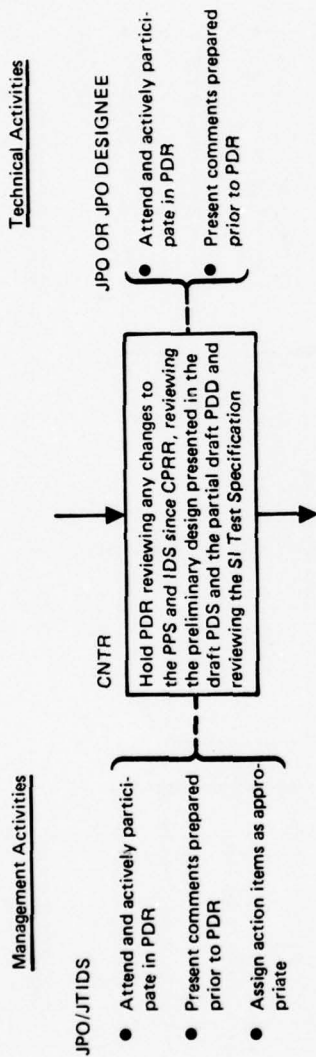 Management Activities
JPO/JTIDS
● Attend and actively partici-
pate in PDR
● Present comments prepared
prior to PDR
● Assign action items as appro-
priate
CNTR
Hold PDR reviewing any changes to
the PPS and IDS since CPRR, reviewing
the preliminary design presented in the
draft PDS and the partial draft PDD and
reviewing the SI Test Specification
Technical Activities
JPO OR JPO DESIGNEE
● Attend and actively partici-
pate in PDR
● Present comments prepared
prior to PDR